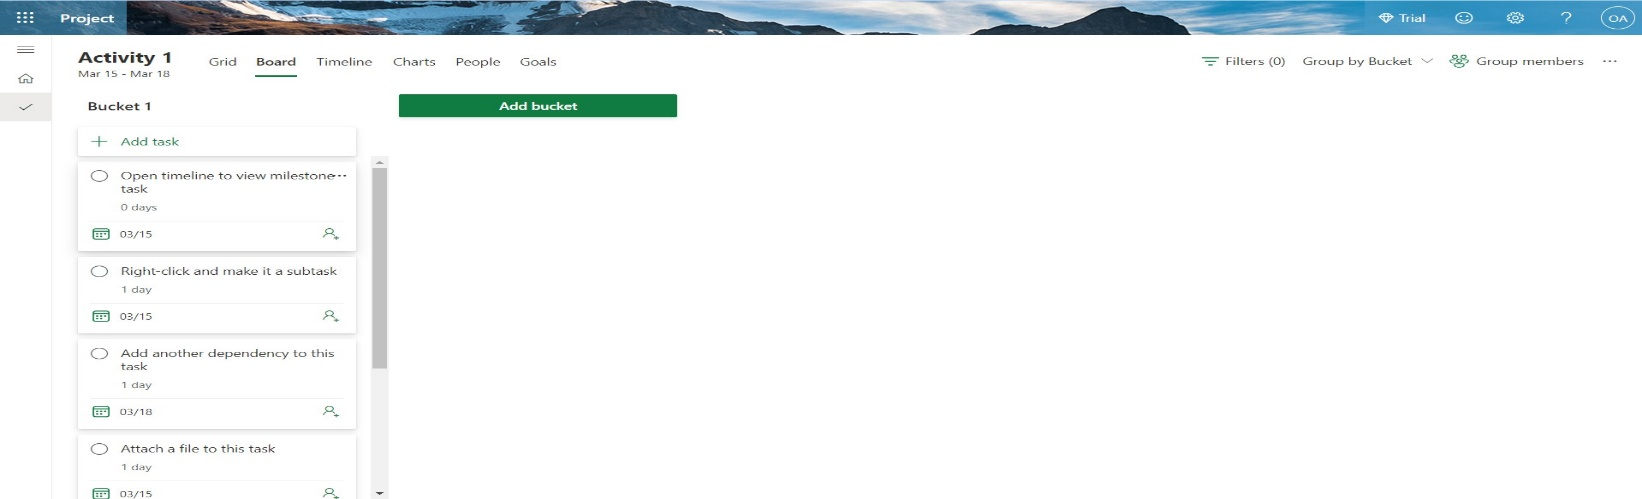 Project
Trial
?
OA
Activity 1
Mar 15 - Mar 18
Grid
Board
Timeline
Charts
People
Goals
Filters (0)
Group by Bucket
Group members
...
Bucket 1
Add bucket
+ Add task
Open timeline to view milestone...
task
0 days
03/15
Right-click and make it a subtask
1 day
03/15
Add another dependency to this
task
1 day
03/18
Attach a file to this task
1 day
03/15